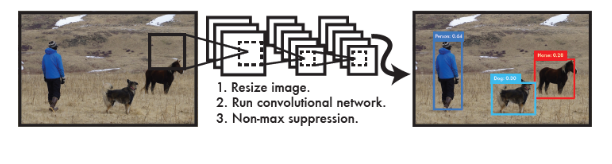 1. Resize image.
2. Run convolutional network.
3. Non-max suppression.
Person: 0.64
Horse: 0.28
Dog: 0.30